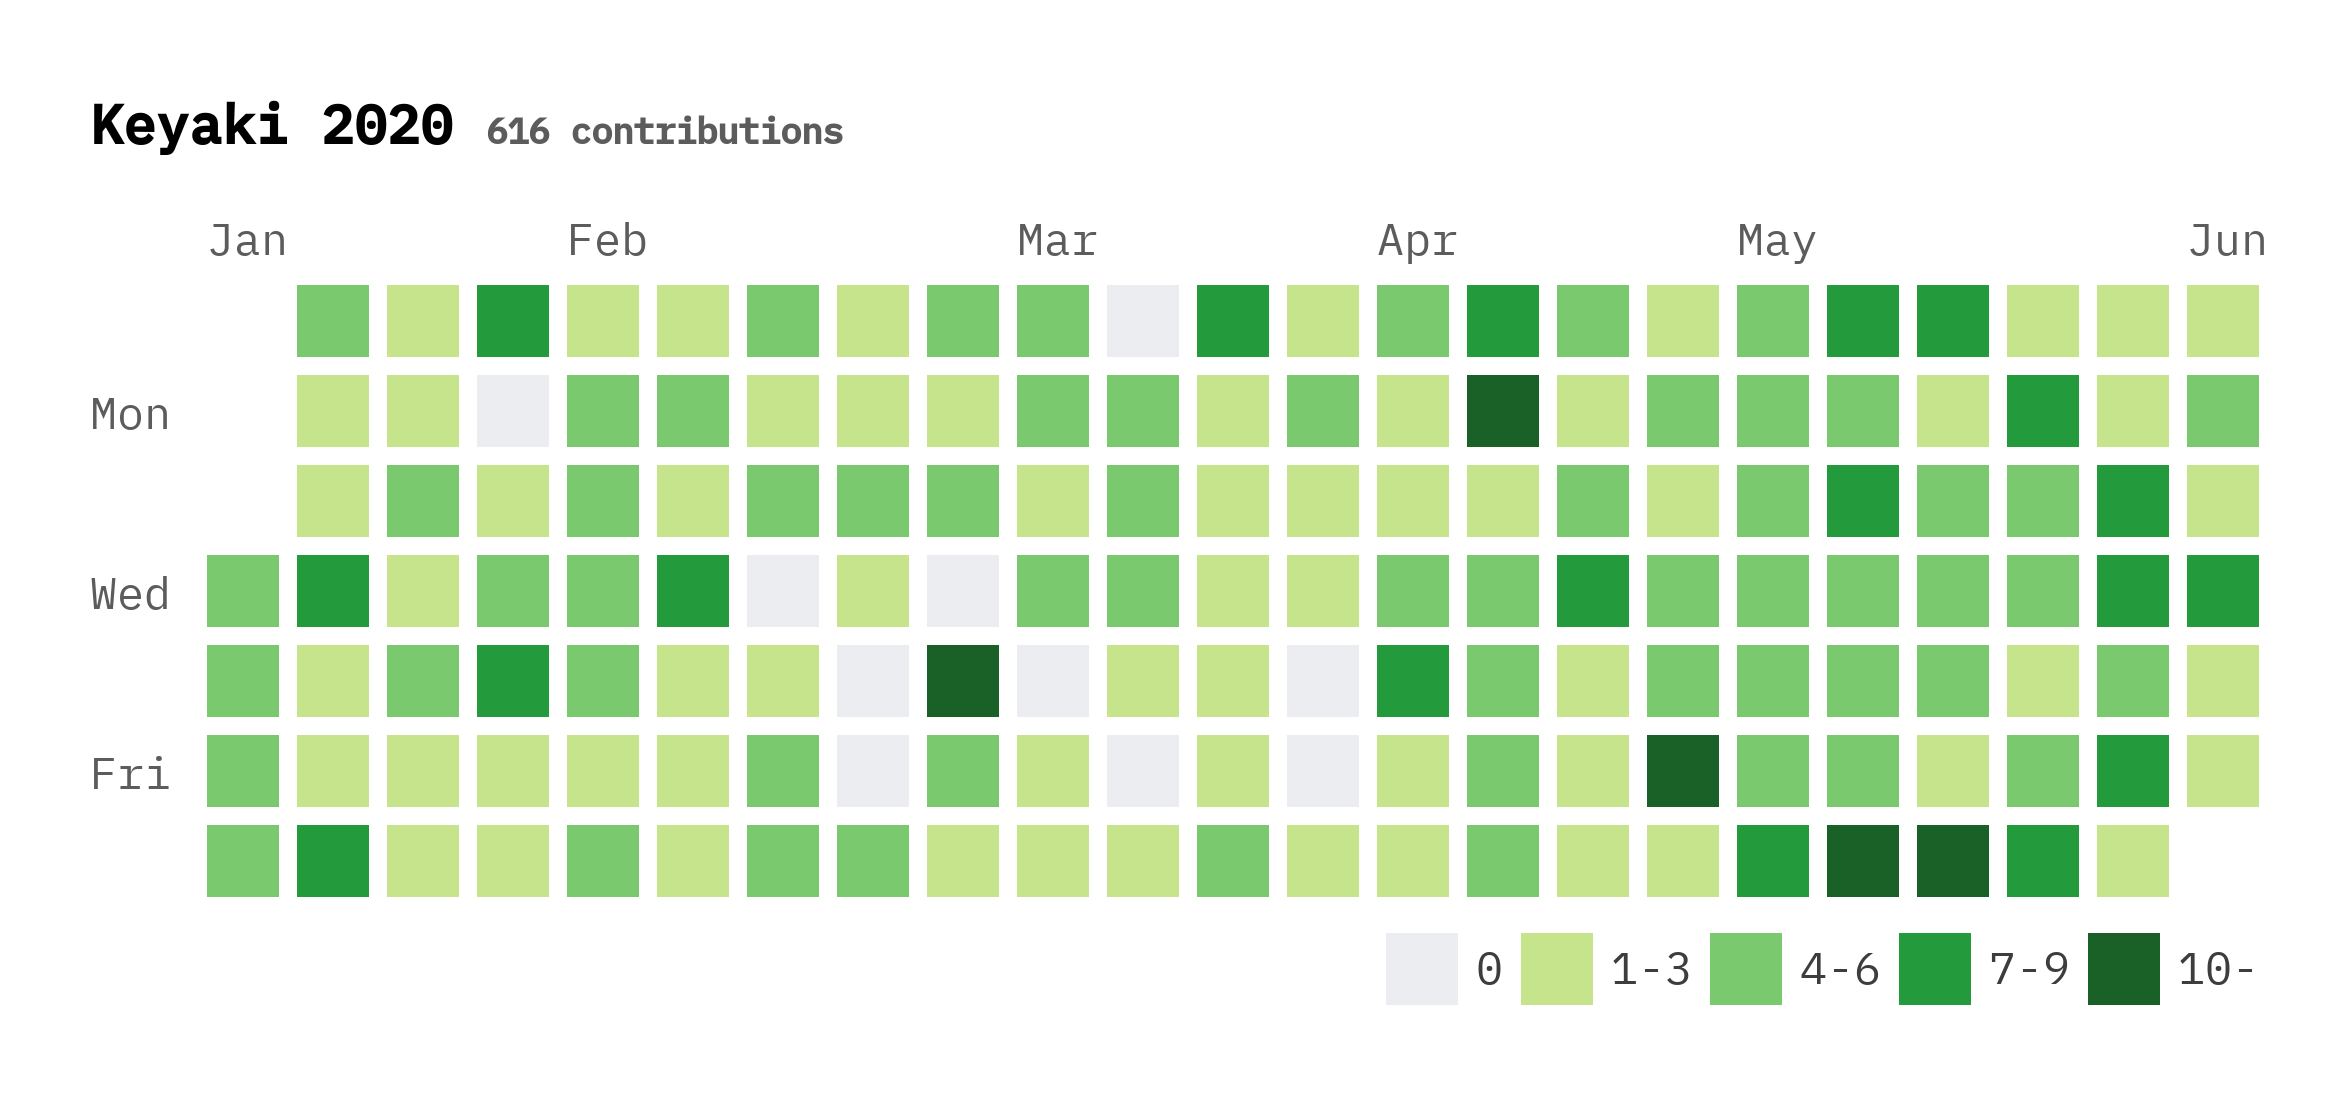 Keyaki 2020 616 contributions
Jan Feb Mar Apr May Jun
Mon
Wed
Fri
0 1-3 4-6 7-9 10-